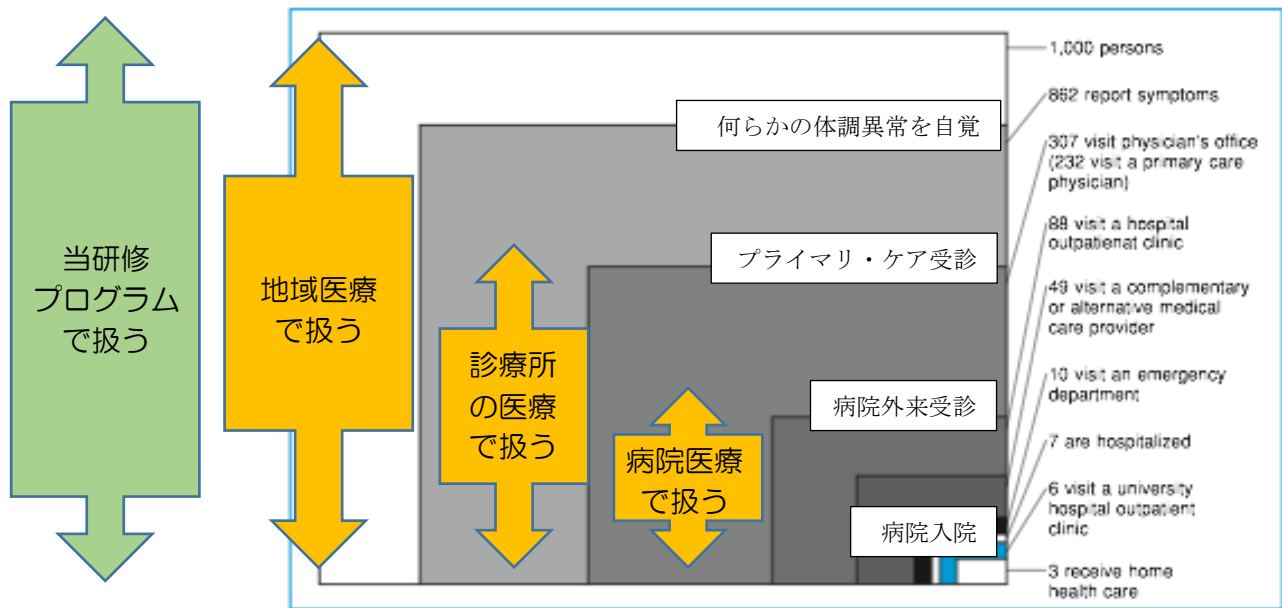 当研修
プログラム
で扱う
地域医療
で扱う
診療所
の医療
で扱う
病院医療
で扱う
何らかの体調異常を自覚
プライマリ・ケア受診
病院外来受診
病院入院
1,000 persons
862 report symptoms
307 visit physician's office
(232 visit a primary care
physician)
88 visit a hospital
outpatienat clinic
49 visit a complementary
or alternative medical
care provider
10 visit an emergency
department
7 are hospitalized
6 visit a university
hospital outpatient
clinic
3 receive home
health care